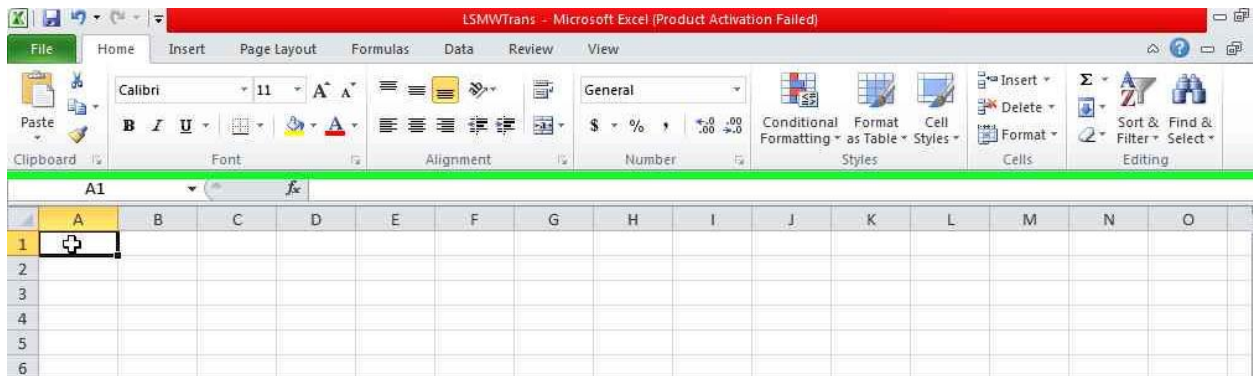 LSMWTrans - Microsoft Excel (Product Activation Failed)
File Home Insert Page Layout Formulas Data Review View
Calibri 11 A A General Σ Insert
B I U A $ % , .00 .0 Delete
Paste Conditional Format Cell Format Sort & Find &
Formatting as Table Styles Filter Select
Clipboard Font Alignment Number Styles Cells Editing
A1 fx
A B C D E F G H I J K L M N O
1
2
3
4
5
6